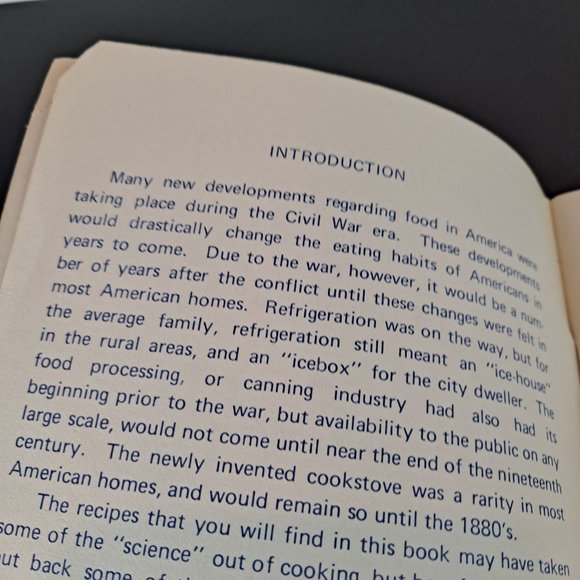 INTRODUCTION
Many new developments regarding food in America were
taking place during the Civil War era. These developments
would drastically change the eating habits of Americans in
years to come. Due to the war, however, it would be a num-
ber of years after the conflict until these changes were felt in
most American homes. Refrigeration was on the way, but for
the average family, refrigeration still meant an "ice-house"
in the rural areas, and an "icebox" for the city dweller. The
food processing, or canning industry had also had its
beginning prior to the war, but availability to the public on any
large scale, would not come until near the end of the nineteenth
century. The newly invented cookstove was a rarity in most
American homes, and would remain so until the 1880's.
The recipes that you will find in this book may have taken
some of the "science" out of cooking, but
back some of